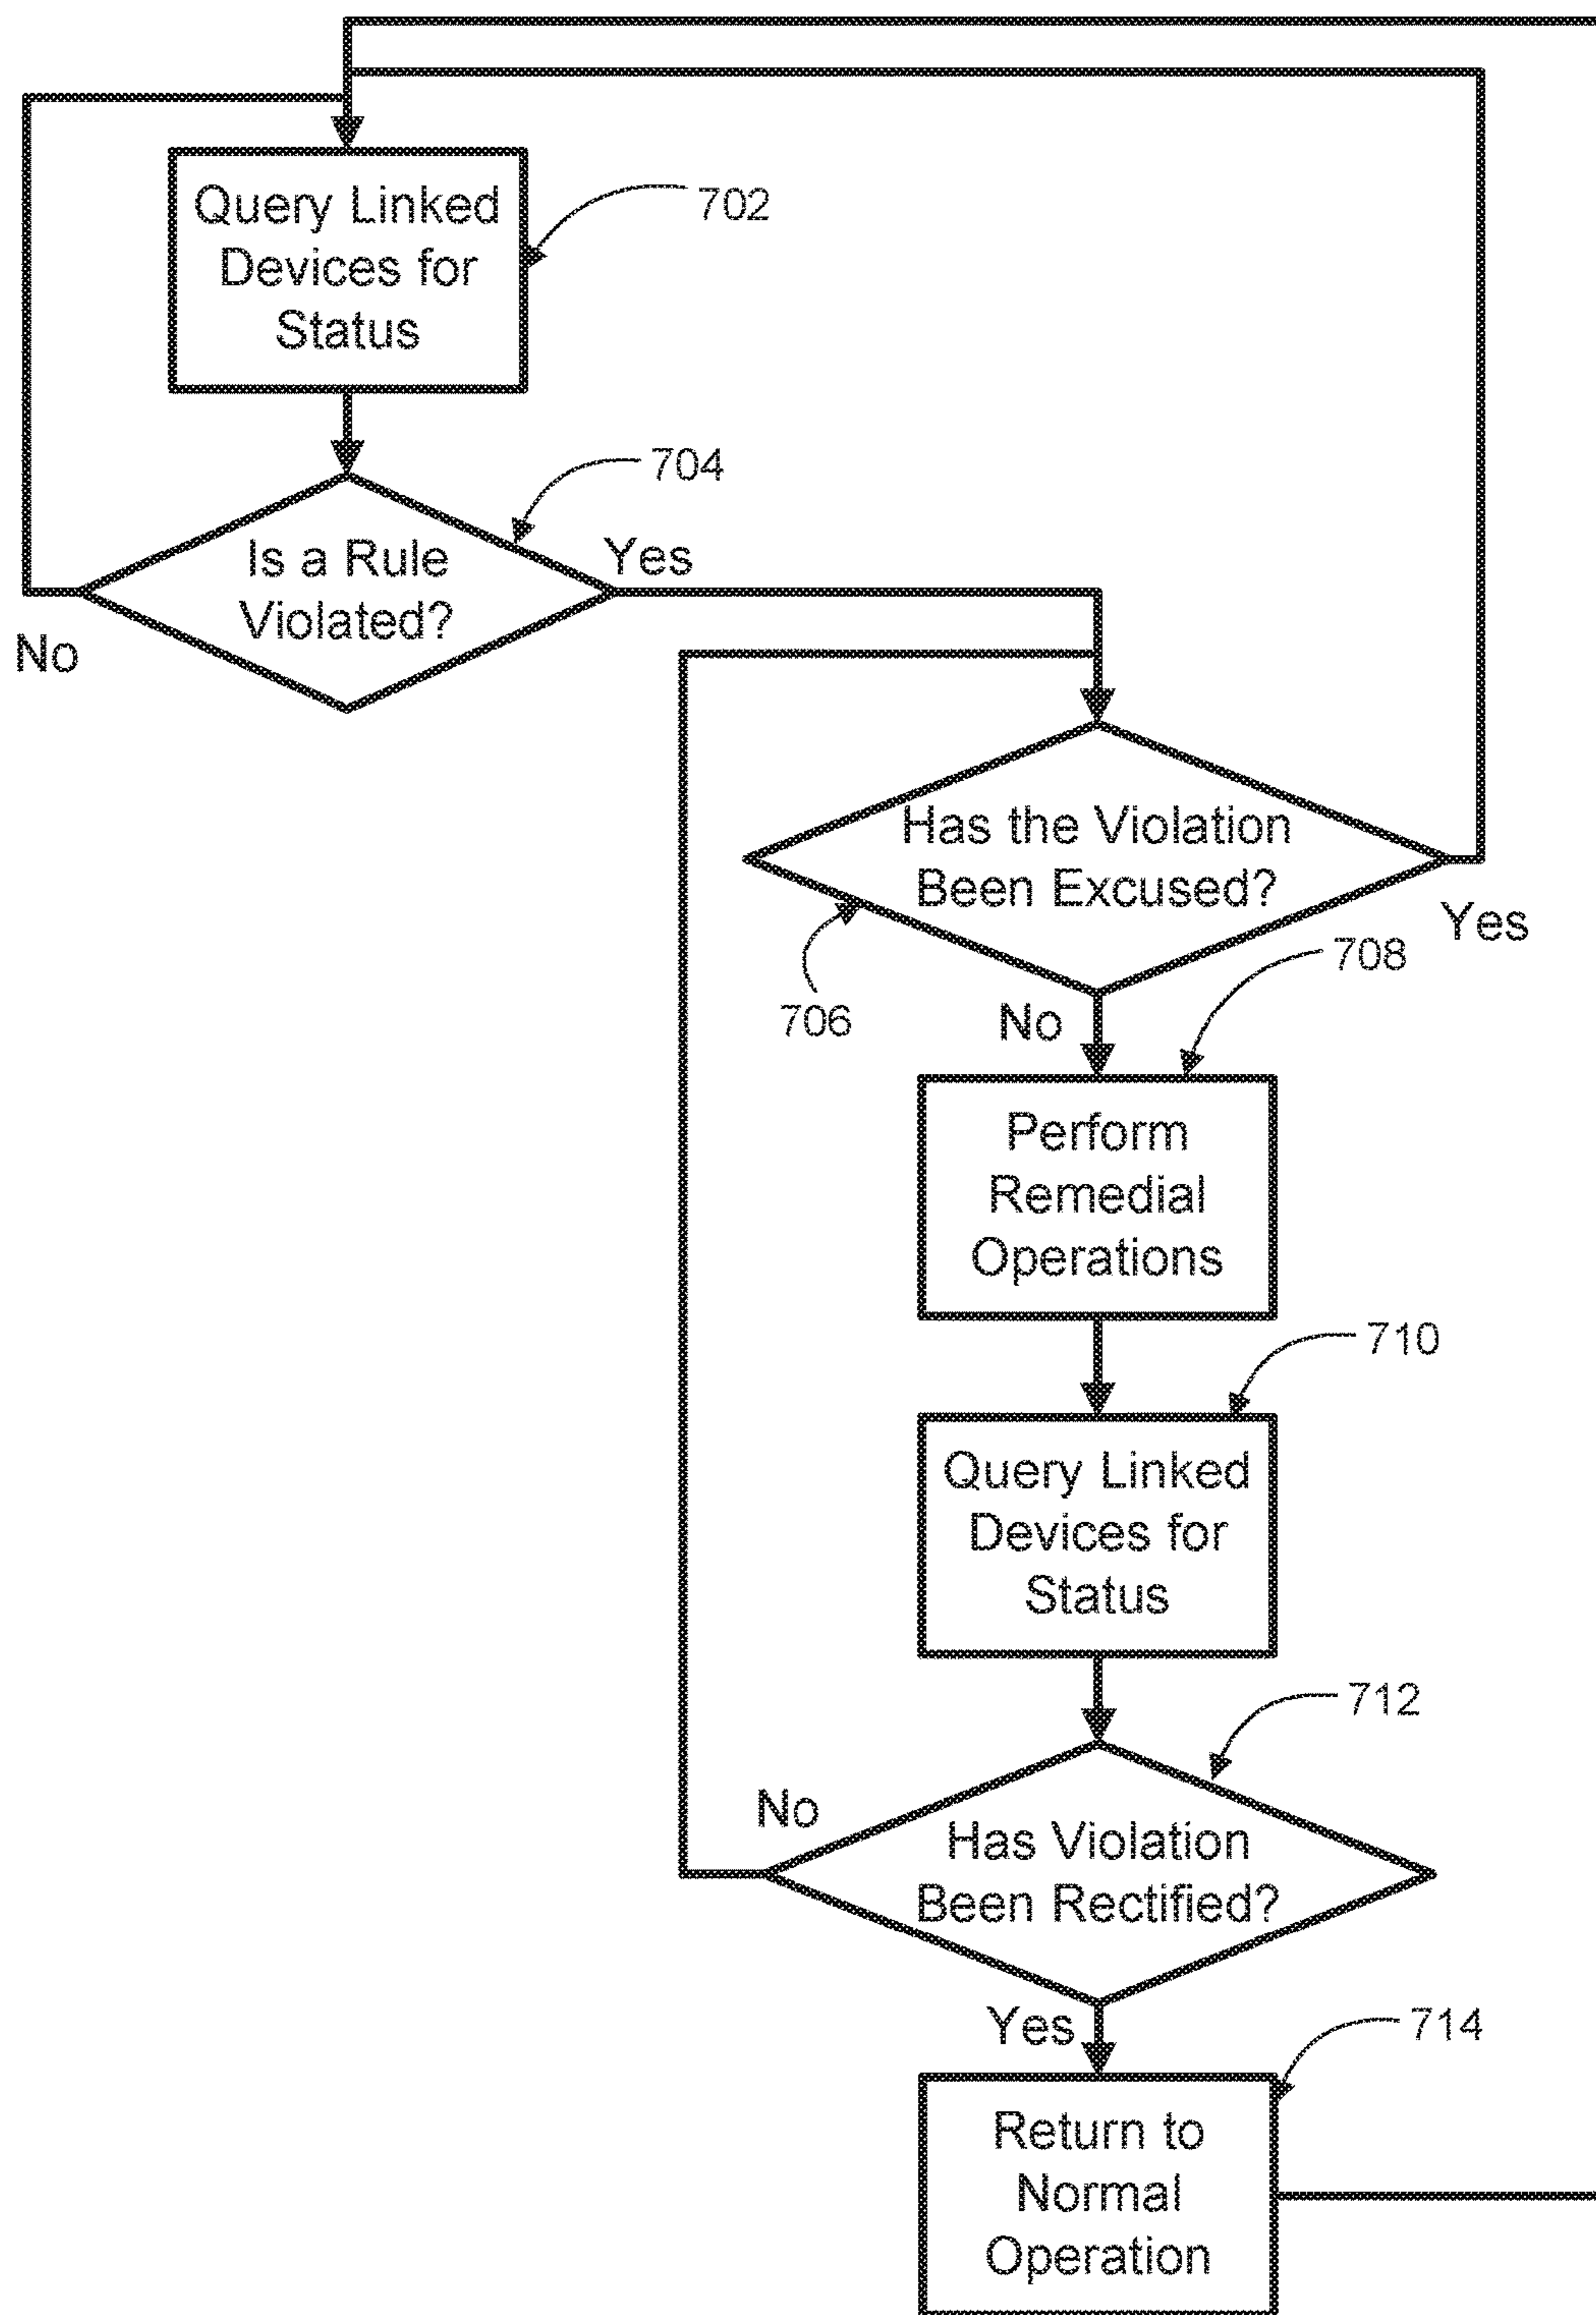 Query Linked
Devices for
Status
702
704
Is a Rule
Violated?
Yes
No
Has the Violation
Been Excused?
Yes
706
708
No
Perform
Remedial
Operations
710
Query Linked
Devices for
Status
712
No
Has Violation
Been Rectified?
Yes
714
Return to
Normal
Operation